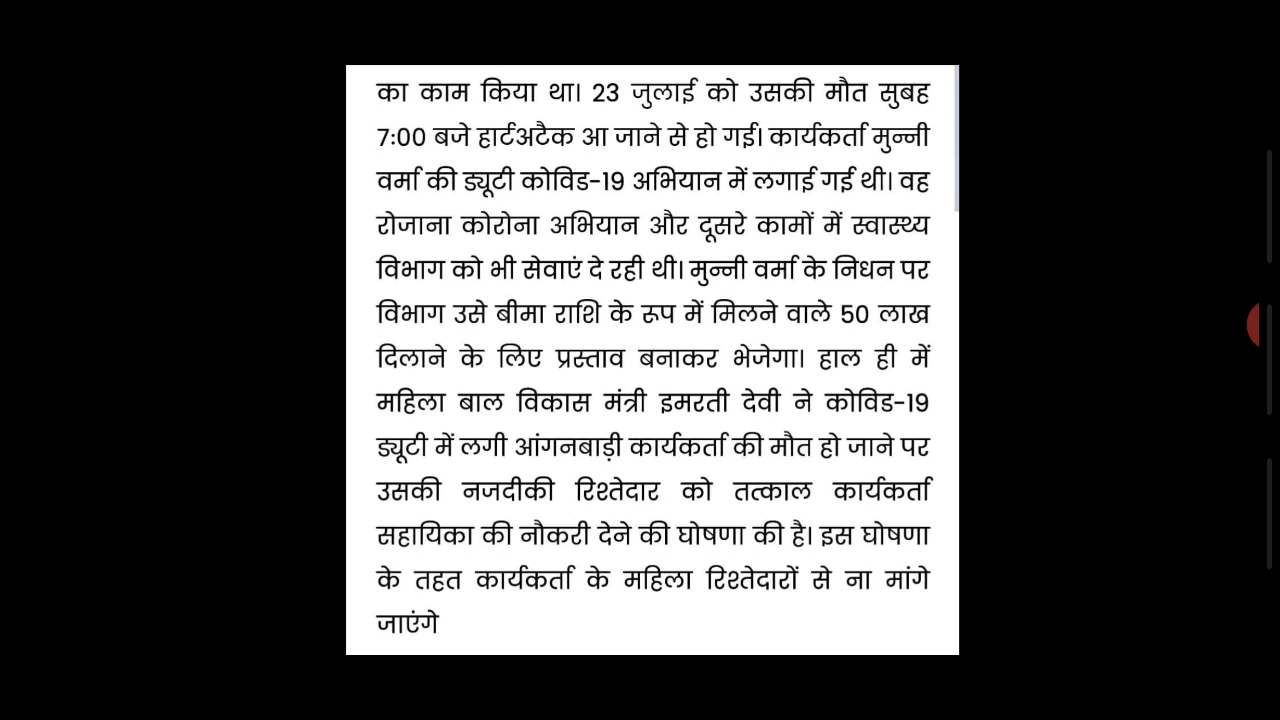 का काम किया था। 23 जुलाई को उसकी मौत सुबह
7:00 बजे हार्टअटैक आ जाने से हो गई। कार्यकर्ता मुन्नी
वर्मा की ड्यूटी कोविड-19 अभियान में लगाई गई थी। वह
रोजाना कोरोना अभियान और दूसरे कामों में स्वास्थ्य
विभाग को भी सेवाएं दे रही थी। मुन्नी वर्मा के निधन पर
विभाग उसे बीमा राशि के रूप में मिलने वाले 50 लाख
दिलाने के लिए प्रस्ताव बनाकर भेजेगा। हाल ही में
महिला बाल विकास मंत्री इमरती देवी ने कोविड-19
ड्यूटी में लगी आंगनबाड़ी कार्यकर्ता की मौत हो जाने पर
उसकी नजदीकी रिश्तेदार को तत्काल कार्यकर्ता
सहायिका की नौकरी देने की घोषणा की है। इस घोषणा
के तहत कार्यकर्ता के महिला रिश्तेदारों से ना मांगे
जाएंगे